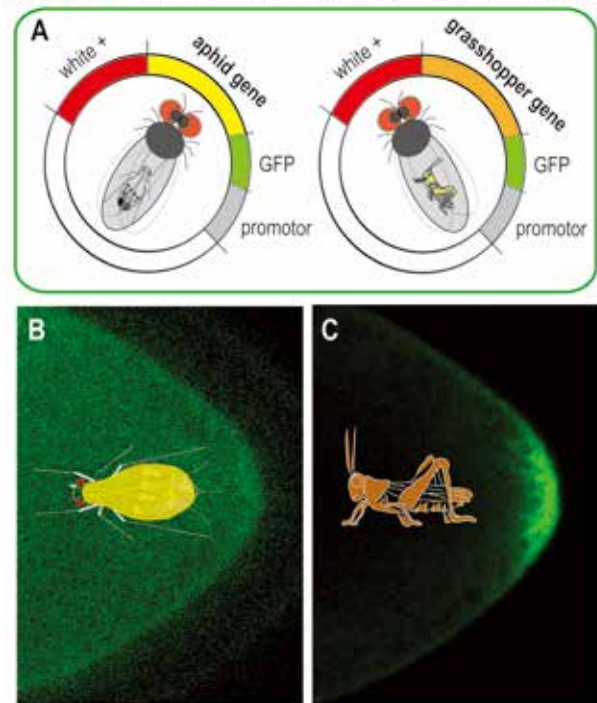 A
white +
aphid gene
GFP
promotor
white +
grasshopper gene
GFP
promotor
B
C